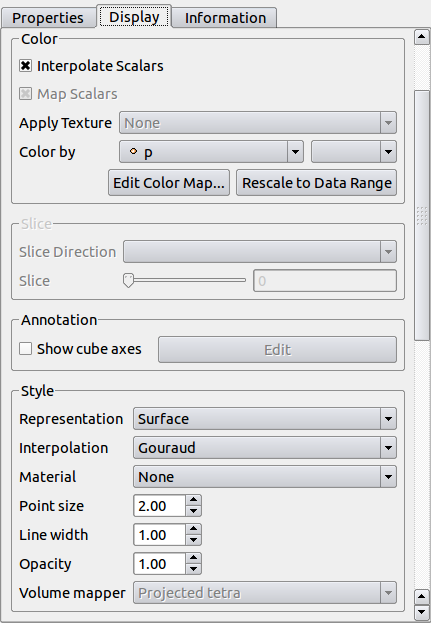 Properties Display Information
Color
Interpolate Scalars
Map Scalars
Apply Texture None
Color by p
Edit Color Map... Rescale to Data Range
Slice
Slice Direction
Slice 0
Annotation
Show cube axes Edit
Style
Representation Surface
Interpolation Gouraud
Material None
Point size 2.00
Line width 1.00
Opacity 1.00
Volume mapper Projected tetra